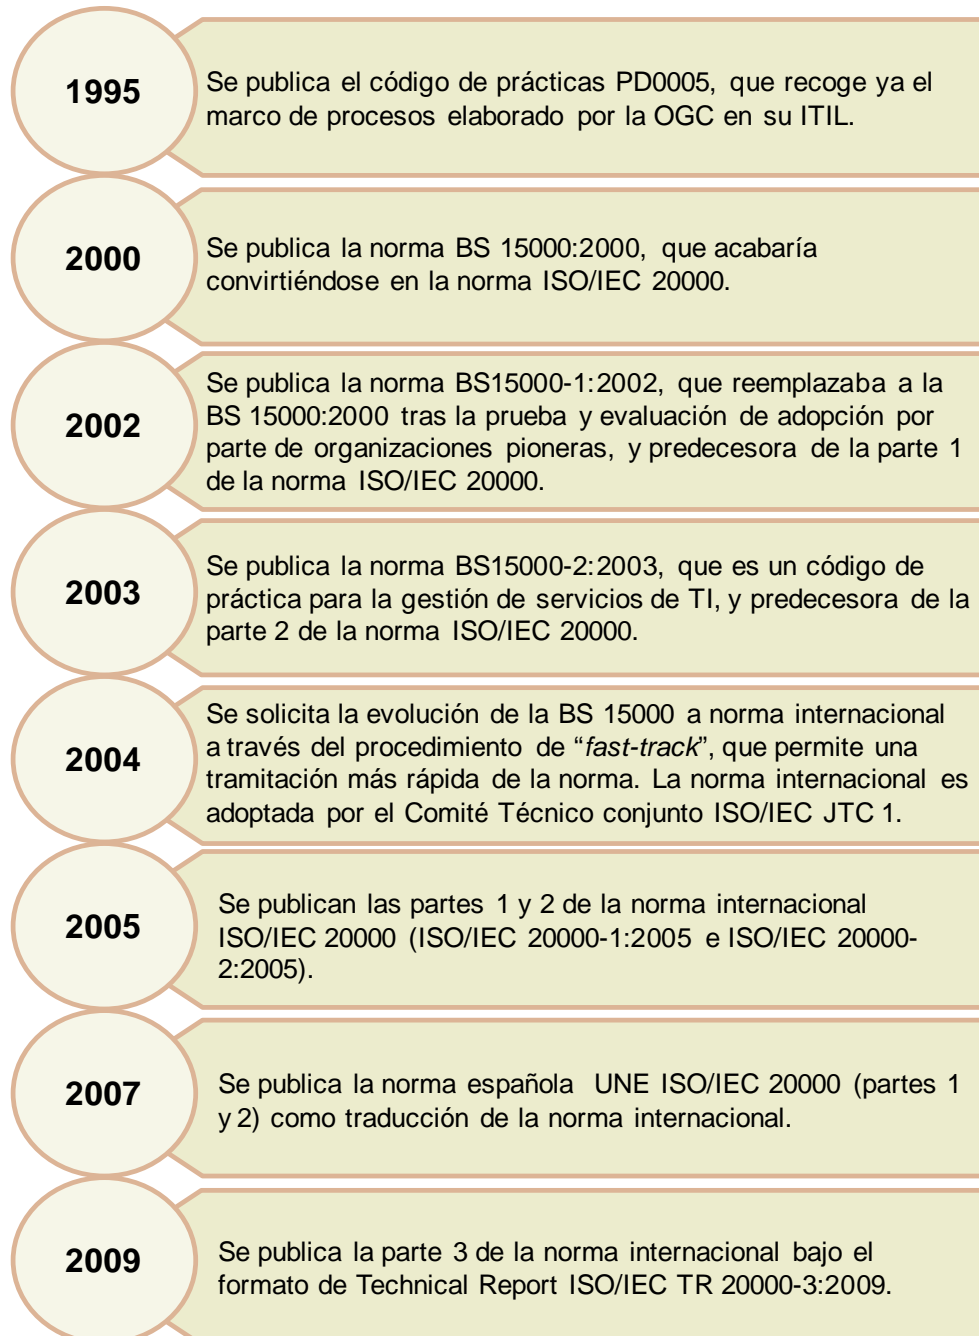 1995
Se publica el código de prácticas PD0005, que recoge ya el
marco de procesos elaborado por la OGC en su ITIL.
2000
Se publica la norma BS 15000:2000, que acabaría
convirtiéndose en la norma ISO/IEC 20000.
2002
Se publica la norma BS15000-1:2002, que reemplazaba a la
BS 15000:2000 tras la prueba y evaluación de adopción por
parte de organizaciones pioneras, y predecesora de la parte 1
de la norma ISO/IEC 20000.
2003
Se publica la norma BS15000-2:2003, que es un código de
práctica para la gestión de servicios de TI, y predecesora de la
parte 2 de la norma ISO/IEC 20000.
2004
Se solicita la evolución de la BS 15000 a norma internacional
a través del procedimiento de “fast-track”, que permite una
tramitación más rápida de la norma. La norma internacional es
adoptada por el Comité Técnico conjunto ISO/IEC JTC 1.
2005
Se publican las partes 1 y 2 de la norma internacional
ISO/IEC 20000 (ISO/IEC 20000-1:2005 e ISO/IEC 20000-
2:2005).
2007
Se publica la norma española UNE ISO/IEC 20000 (partes 1
y 2) como traducción de la norma internacional.
2009
Se publica la parte 3 de la norma internacional bajo el
formato de Technical Report ISO/IEC TR 20000-3:2009.